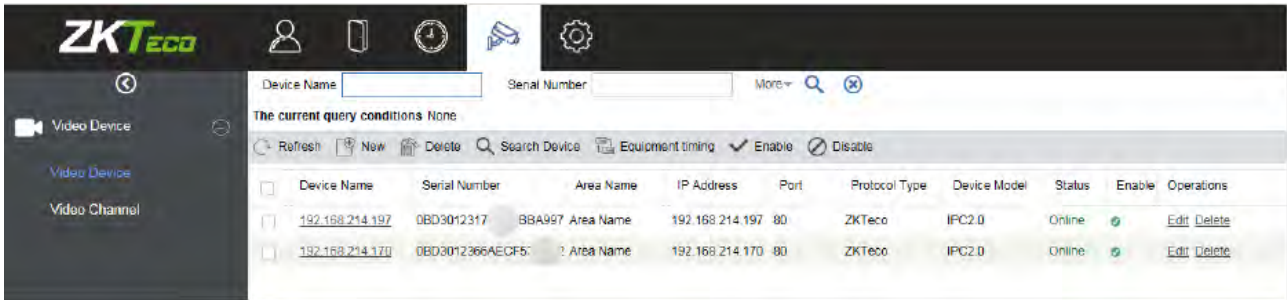 ZKTeco
Device Name Serial Number More
The current query conditions None
Video Device
Refresh New Delete Search Device Equipment timing Enable Disable
Video Device
Device Name Serial Number Area Name IP Address Port Protocol Type Device Model Status Enable Operations
Video Channel
192.168.214.197 0BD3012317 BBA997 Area Name 192.168.214.197 80 ZKTeco IPC2.0 Online Edit Delete
192.168.214.170 Area Name 192.168.214.170 80 ZKTeco IPC2.0 Online Edit Delete